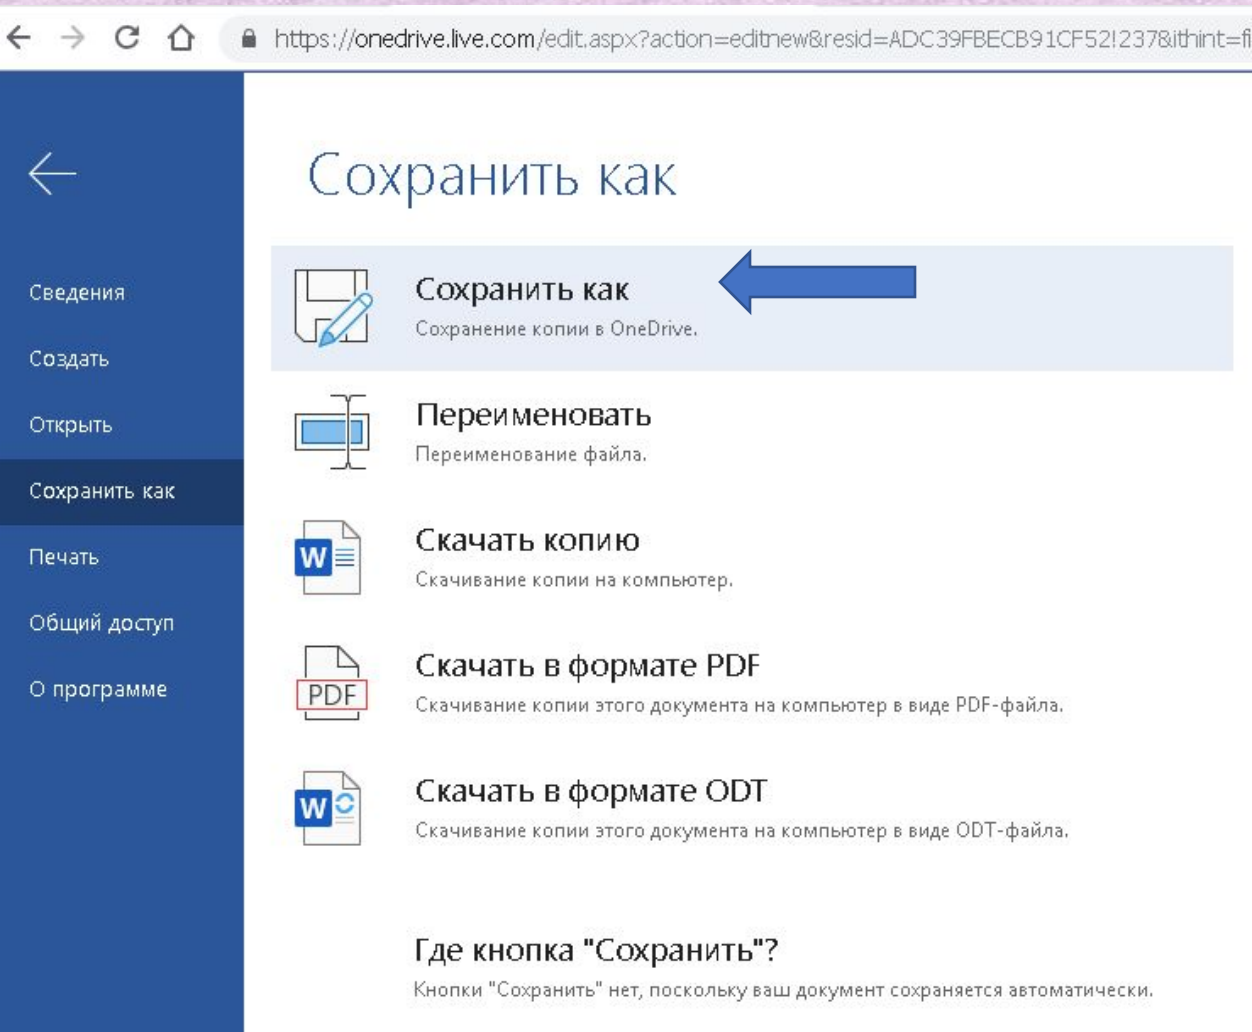 https://onedrive.live.com/edit.aspx?action=editnew&resid=ADC39FBECB91CF52!237&ithint=fi
Сохранить как
Сведения
Создать
Открыть
Сохранить как
Печать
Общий доступ
О программе
Сохранить как
Сохранение копии в OneDrive.
Переименовать
Переименование файла.
W
Скачать копию
Скачивание копии на компьютер.
PDF
Скачать в формате PDF
Скачивание копии этого документа на компьютер в виде PDF-файла.
W
Скачать в формате ODT
Скачивание копии этого документа на компьютер в виде ODT-файла.
Где кнопка "Сохранить"?
Кнопки "Сохранить" нет, поскольку ваш документ сохраняется автоматически.